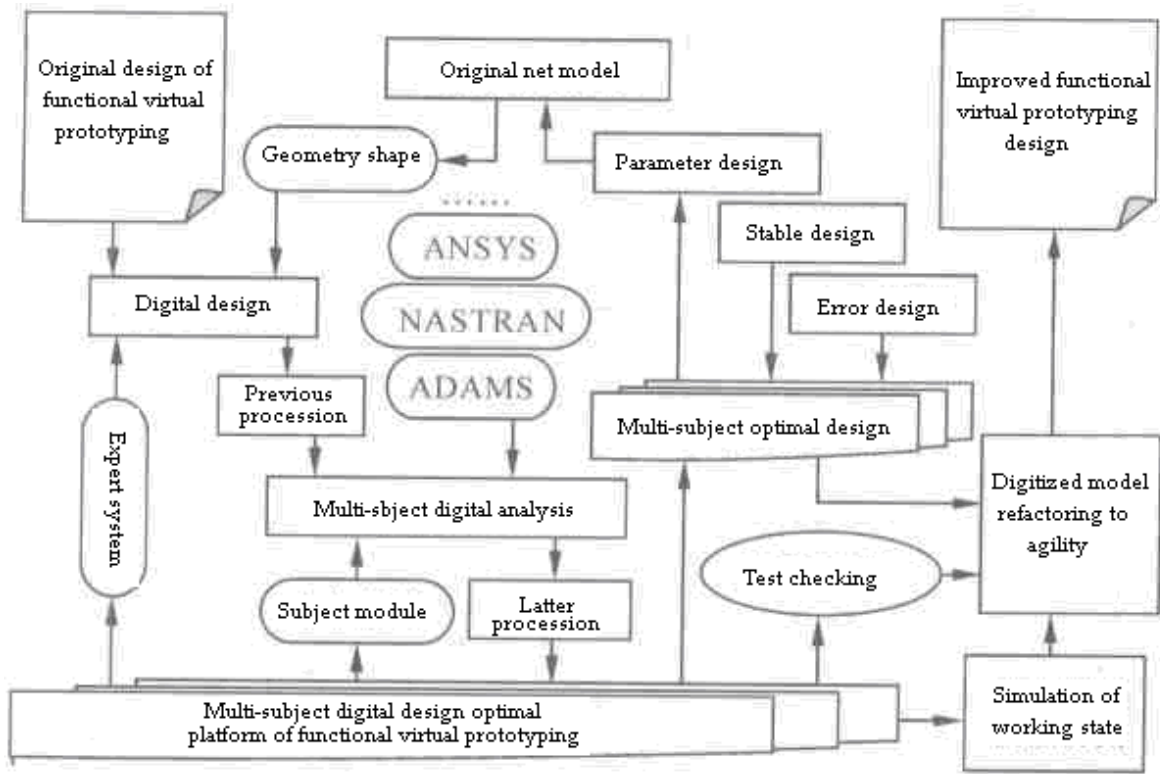 Original design of
functional virtual
prototyping
Original net model
Improved functional
virtual prototyping
design
Geometry shape
Parameter design
......
ANSYS
Stable design
Digital design
NASTRAN
Error design
Previous
procession
ADAMS
Multi-subject optimal design
Expert system
Multi-sbject digital analysis
Digitized model
refactoring to
agility
Test checking
Subject module
Latter
procession
Simulation of
working state
Multi-subject digital design optimal
platform of functional virtual prototyping